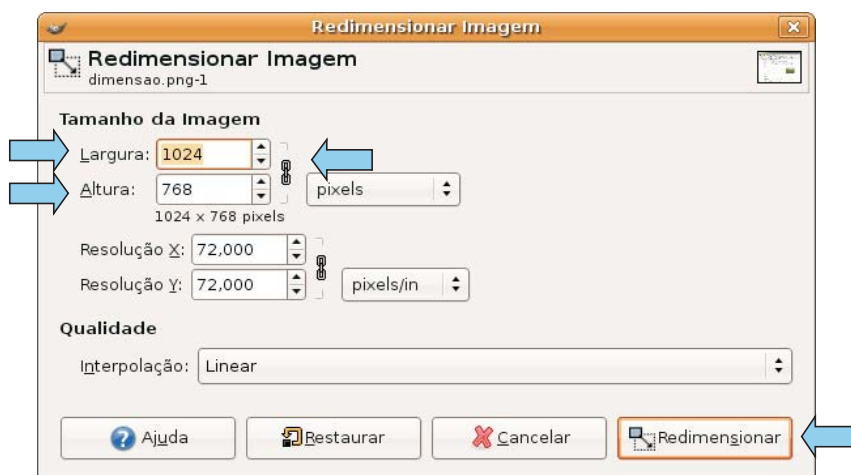 Redimensionar Imagem
Redimensionar Imagem
dimensao.png-1
Tamanho da Imagem
Largura: 1024
Altura: 768 pixels
1024 x 768 pixels
Resolução X: 72,000
Resolução Y: 72,000 pixels/in
Qualidade
Interpolação: Linear
Ajuda Restaurar Cancelar Redimensionar